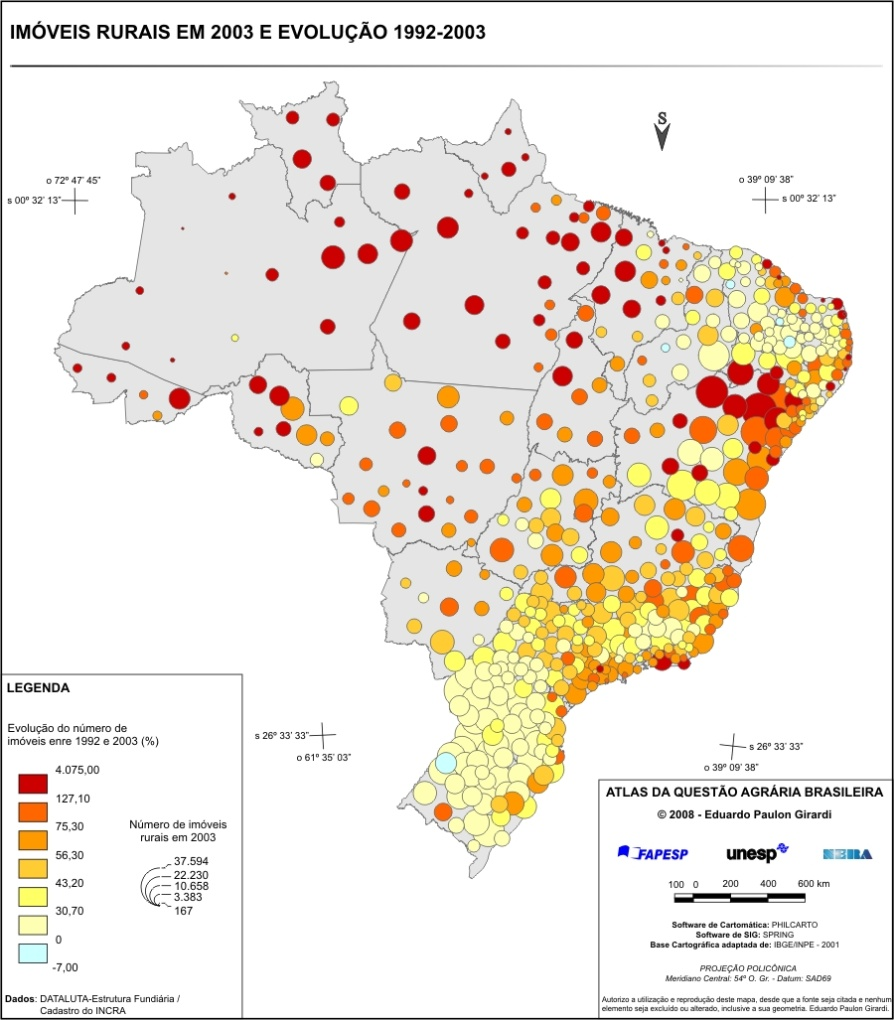 IMÓVEIS RURAIS EM 2003 E EVOLUÇÃO 1992-2003
S
o 72º 47' 45"
s 00º 32' 13"
o 39º 09' 38"
s 00º 32' 13"
s 26º 33' 33"
o 61º 35' 03"
s 26º 33' 33"
o 39º 09' 38"
LEGENDA
Evolução do número de
imóveis enre 1992 e 2003 (%)
4.075,00
127,10
75,30
56,30
43,20
30,70
0
-7,00
Número de imóveis
rurais em 2003
37.594
22.230
10.658
3.383
167
Dados: DATALUTA-Estrutura Fundiária /
Cadastro do INCRA
ATLAS DA QUESTÃO AGRÁRIA BRASILEIRA
© 2008 - Eduardo Paulon Girardi
FAPESP unesp NERA
100 0 200 400 600 km
Software de Cartomática: PHILCARTO
Software de SIG: SPRING
Base Cartográfica adaptada de: IBGE/INPE - 2001
PROJEÇÃO POLICÔNICA
Meridiano Central: 54º O. Gr. - Datum: SAD69
Autorizo a utilização e reprodução deste mapa, desde que a fonte seja citada e nenhum
elemento seja excluído ou alterado, inclusive a sua geometria. Eduardo Paulon Girardi.